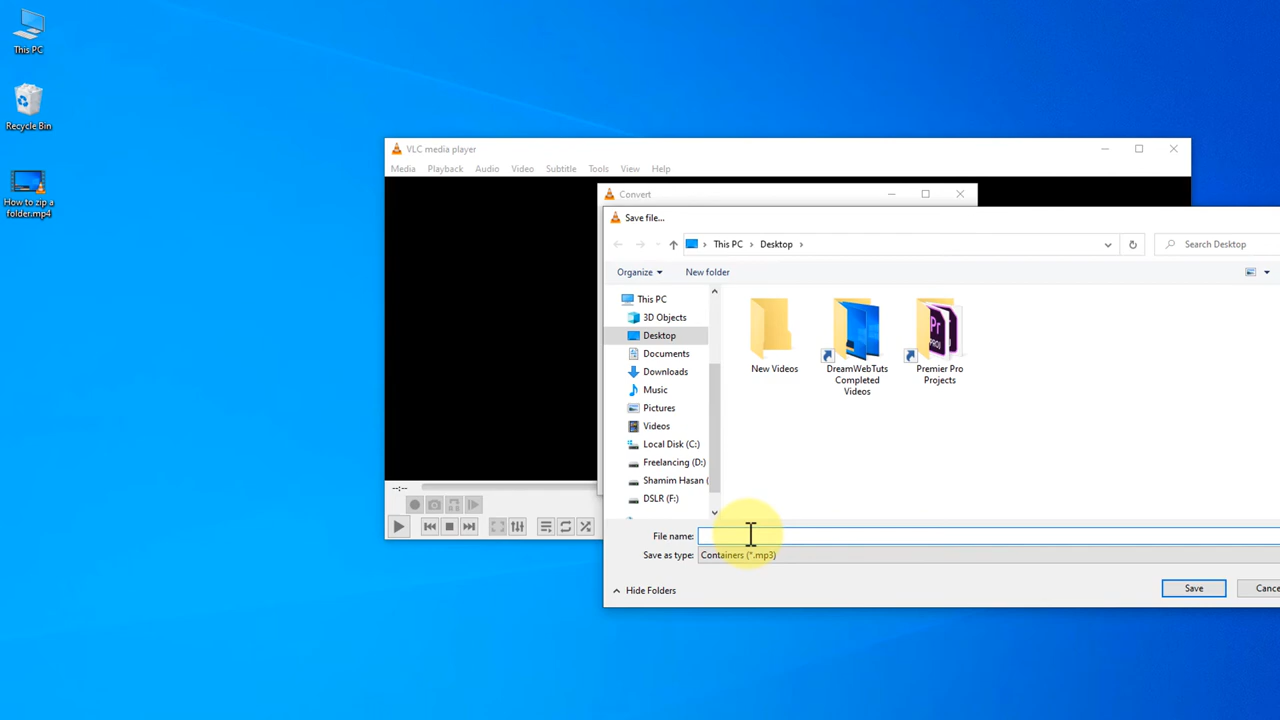 This PC
Recycle Bin
How to zip a
folder.mp4
VLC media player
Media Playback Audio Video Subtitle Tools View Help
Convert
Save file...
This PC > Desktop >
Search Desktop
Organize
New folder
This PC
3D Objects
Desktop
Documents
Downloads
Music
Pictures
Videos
Local Disk (C:)
Freelancing (D:)
Shamim Hasan (
DSLR (F:)
New Videos
DreamWebTuts
Completed
Videos
Premier Pro
Projects
--:--
File name:
Save as type: Containers (*.mp3)
Hide Folders
Save
Cance